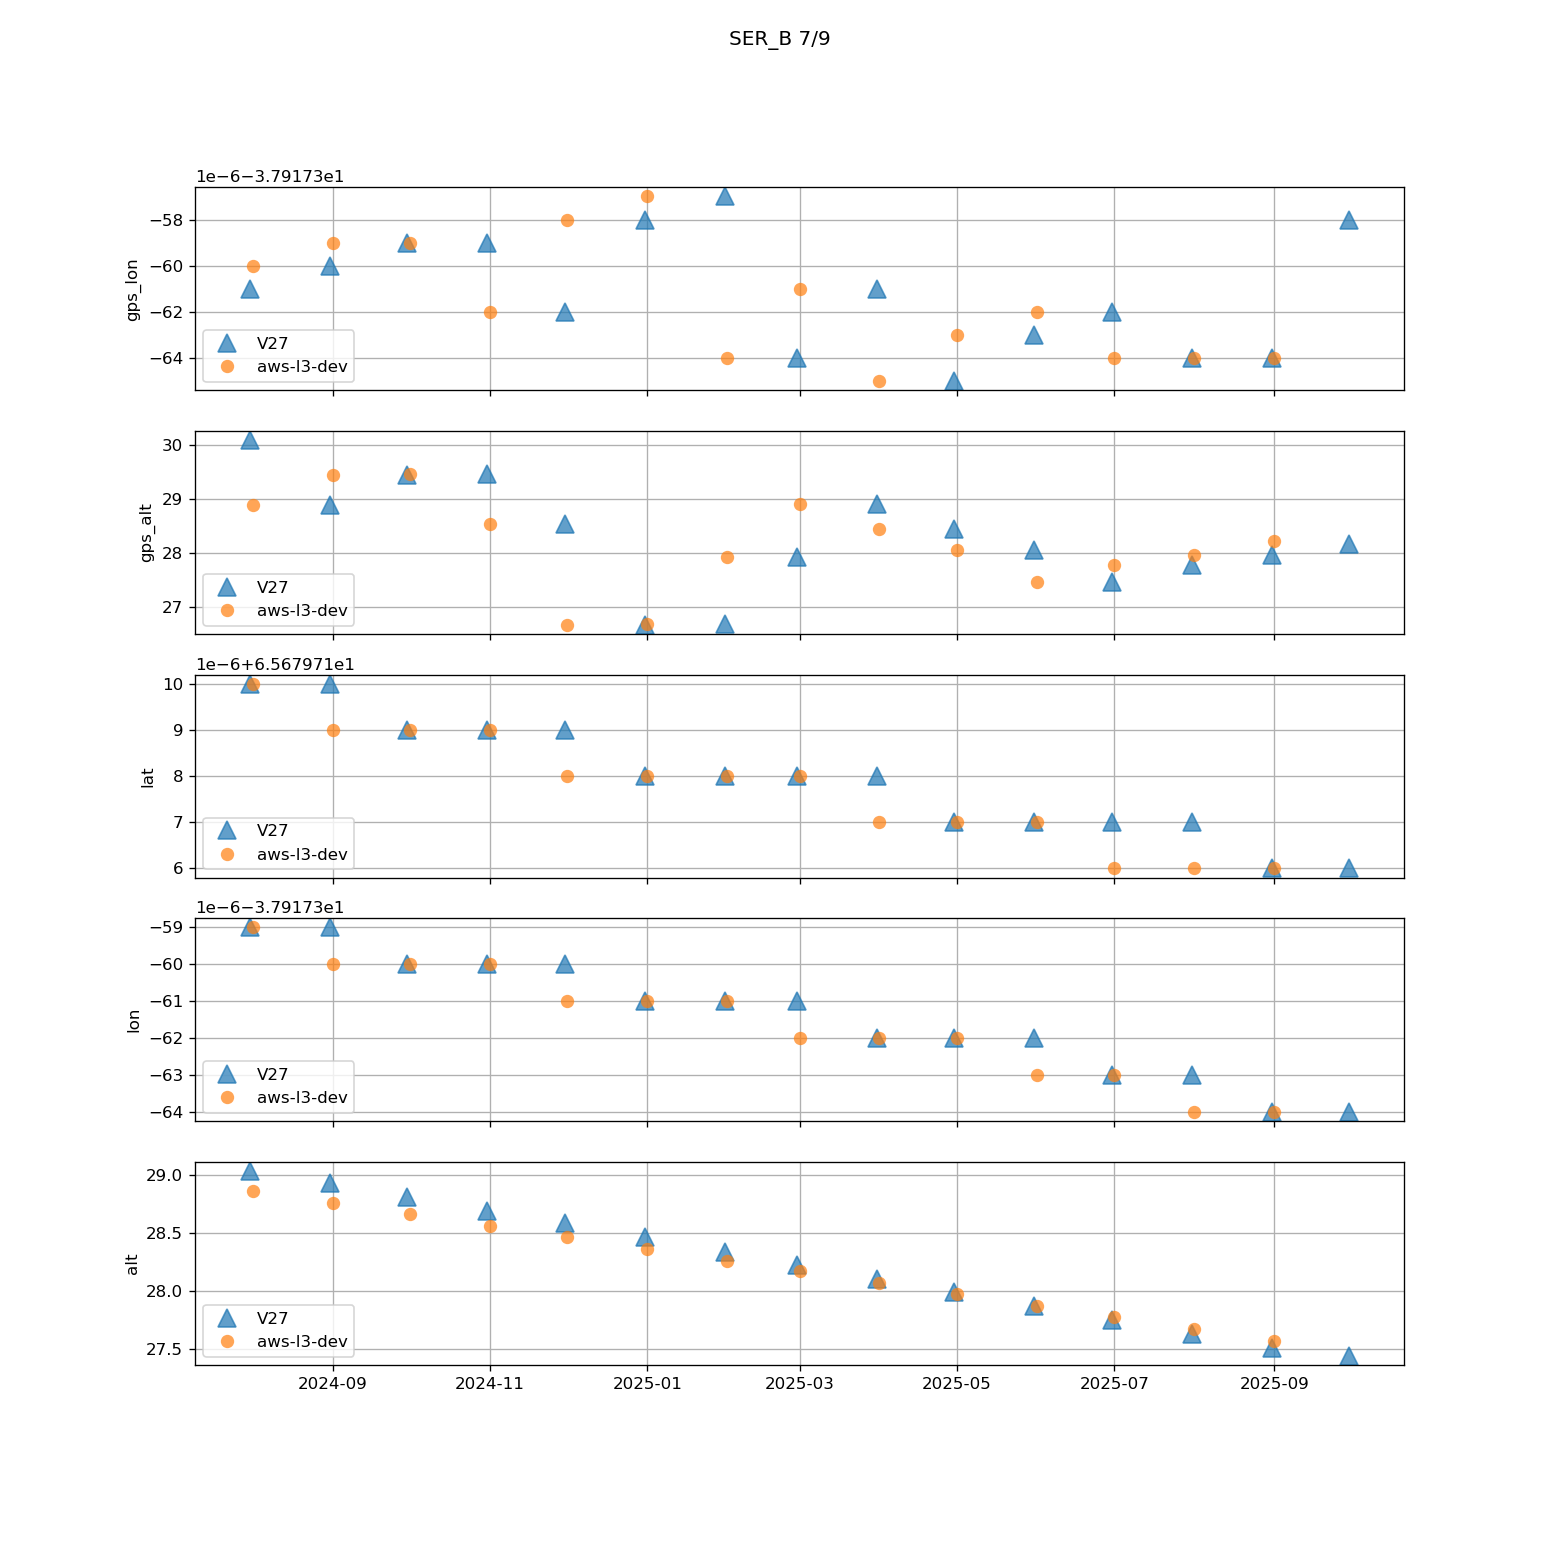 SER_B 7/9
1e−6−3.79173e1
−58
−60
−62
−64
gps_lon
V27
aws-l3-dev
30
29
28
27
gps_alt
V27
aws-l3-dev
1e−6+6.567971e1
10
9
8
7
6
lat
V27
aws-l3-dev
1e−6−3.79173e1
−59
−60
−61
−62
−63
−64
lon
V27
aws-l3-dev
29.0
28.5
28.0
27.5
alt
V27
aws-l3-dev
2024-09 2024-11 2025-01 2025-03 2025-05 2025-07 2025-09